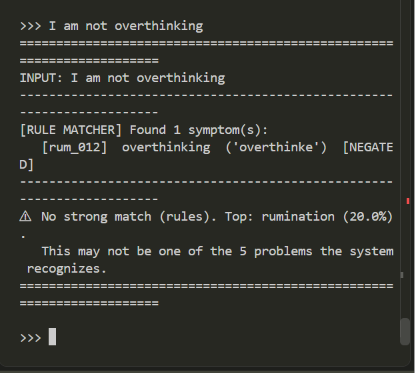 >>> I am not overthinking
==================================================
==================
INPUT: I am not overthinking
--------------------------------------------------
------------------
[RULE MATCHER] Found 1 symptom(s):
   [rum_012]  overthinking  ('overthinke')  [NEGATE
D]
--------------------------------------------------
------------------
⚠ No strong match (rules). Top: rumination (20.0%)
.
   This may not be one of the 5 problems the system
 recognizes.
==================================================
==================
>>>